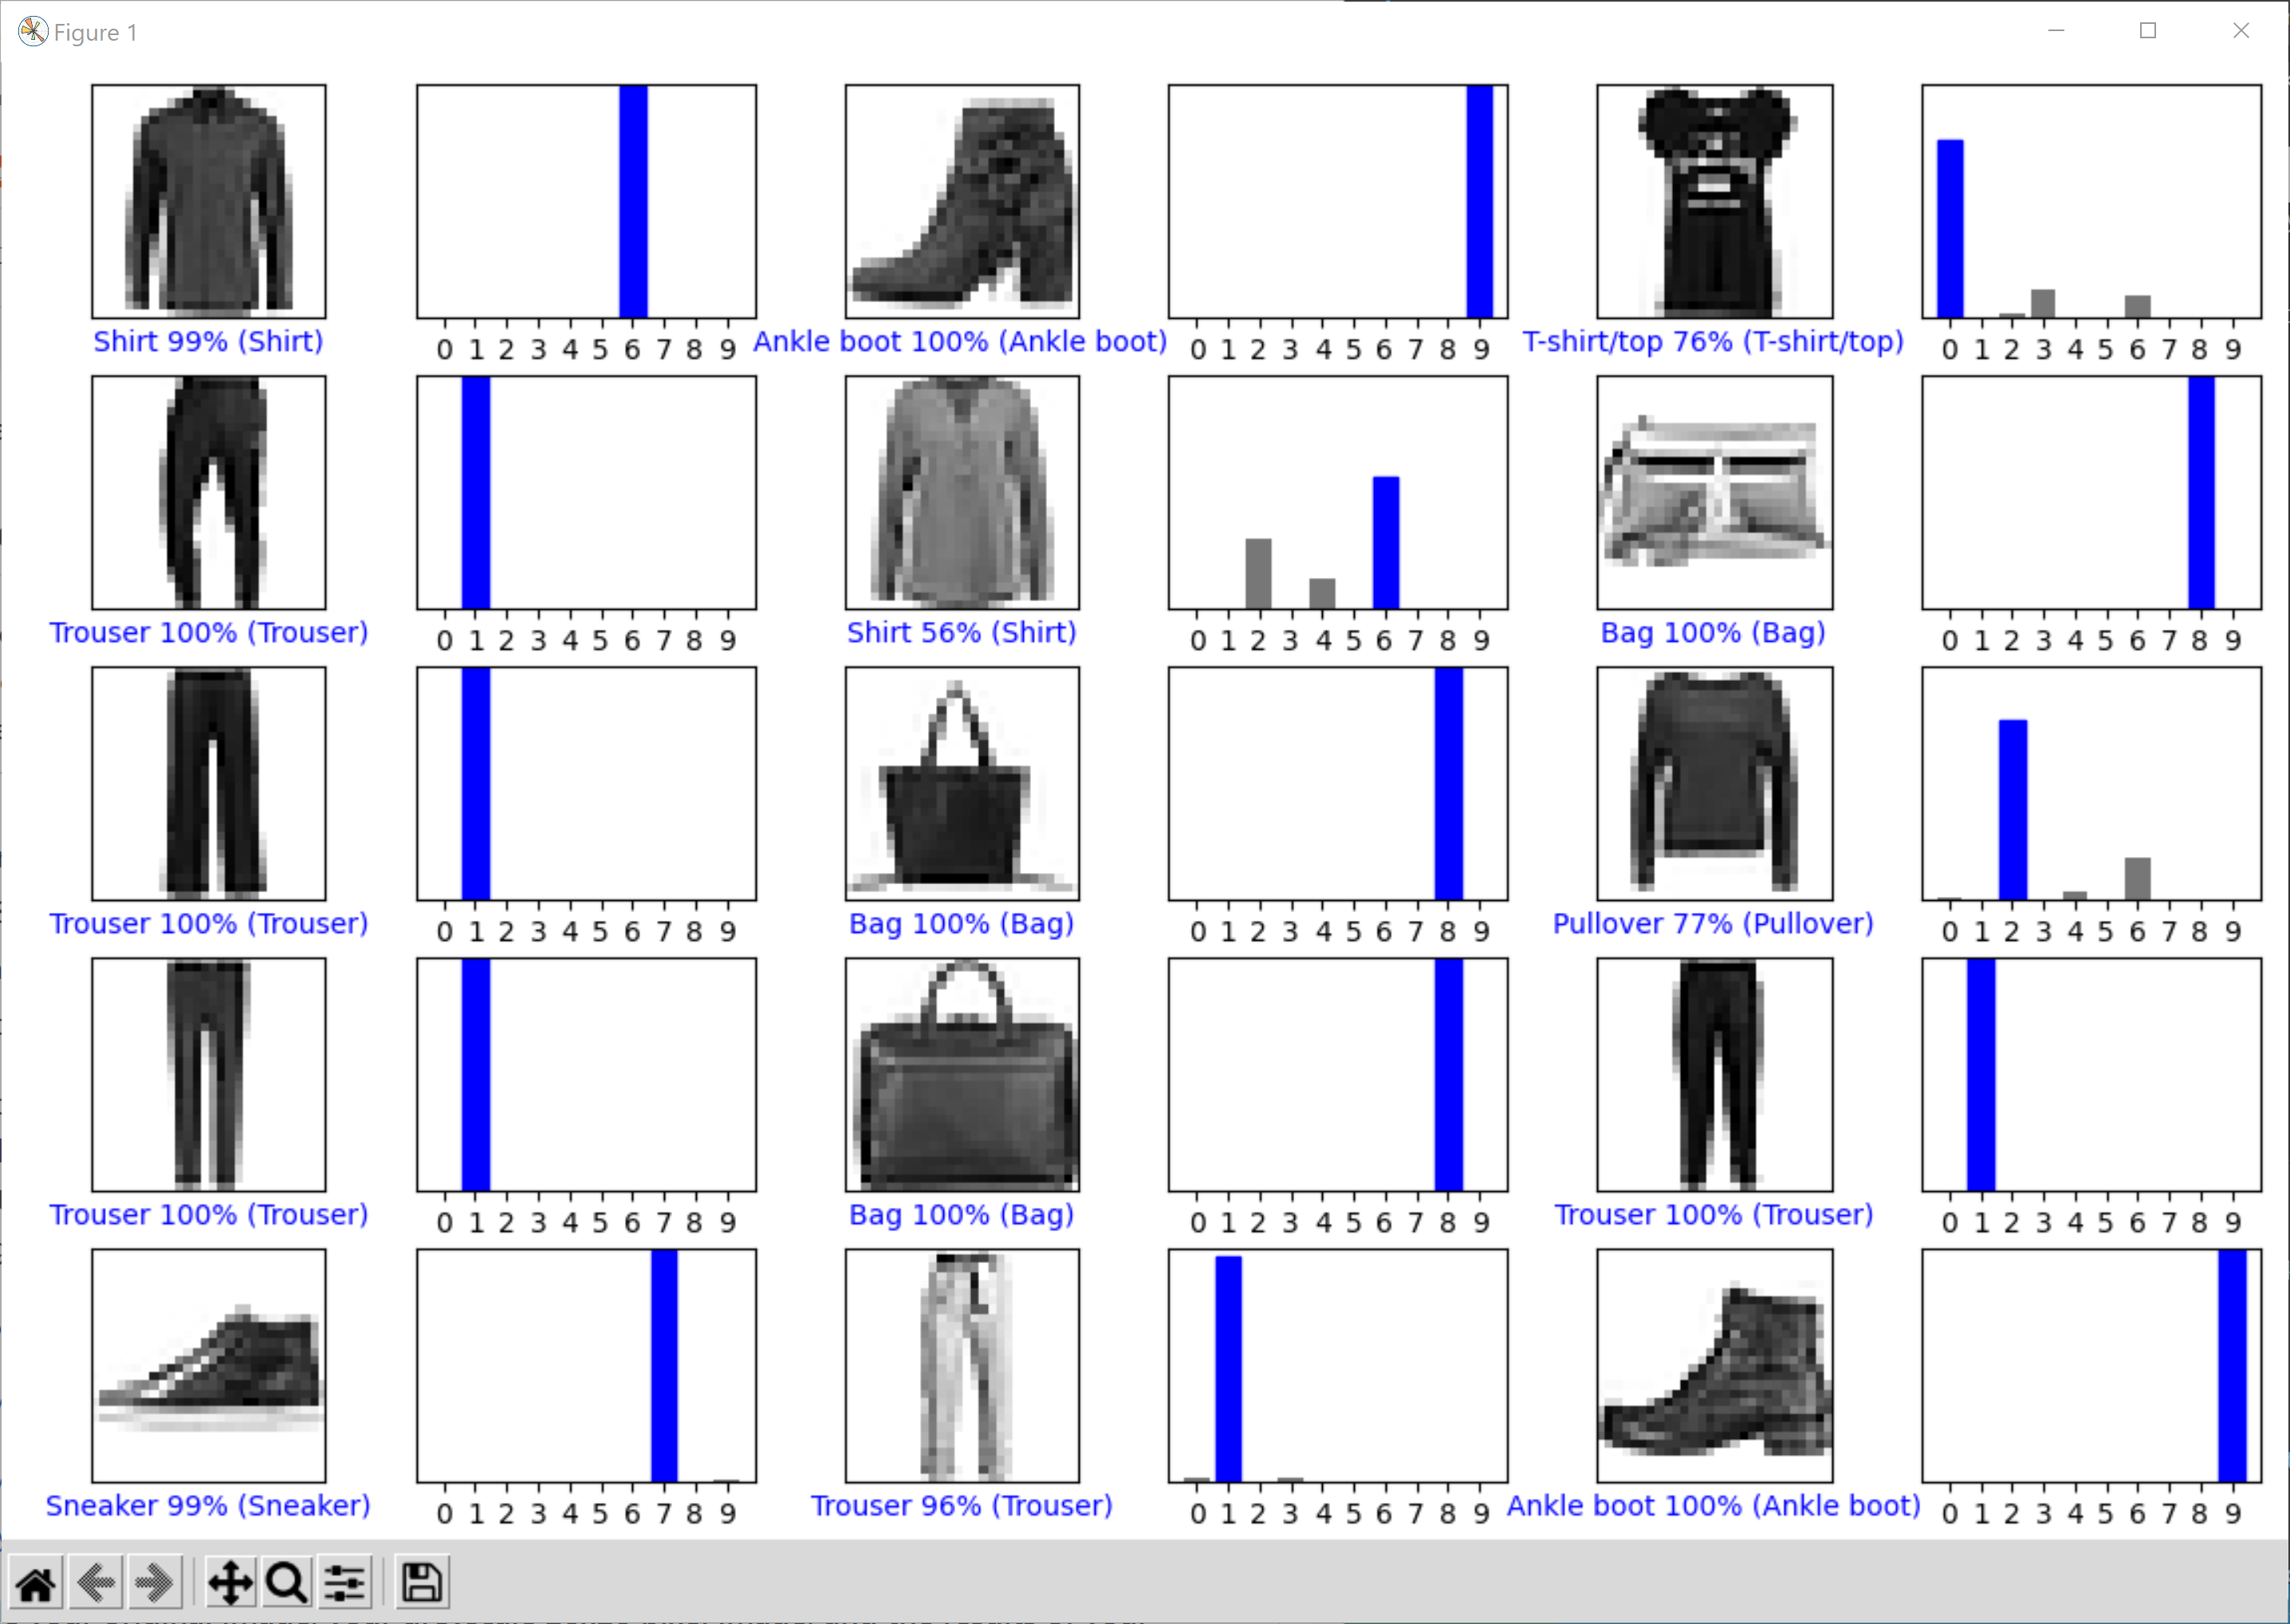 Figure 1
0 1 2 3 4 5 6 7 8 9 0 1 2 3 4 5 6 7 8 9 0 1 2 3 4 5 6 7 8 9
Shirt 99% (Shirt) Ankle boot 100% (Ankle boot) T-shirt/top 76% (T-shirt/top)
0 1 2 3 4 5 6 7 8 9 0 1 2 3 4 5 6 7 8 9 0 1 2 3 4 5 6 7 8 9
Trouser 100% (Trouser) Shirt 56% (Shirt) Bag 100% (Bag)
0 1 2 3 4 5 6 7 8 9 0 1 2 3 4 5 6 7 8 9 0 1 2 3 4 5 6 7 8 9
Trouser 100% (Trouser) Bag 100% (Bag) Pullover 77% (Pullover)
0 1 2 3 4 5 6 7 8 9 0 1 2 3 4 5 6 7 8 9 0 1 2 3 4 5 6 7 8 9
Trouser 100% (Trouser) Bag 100% (Bag) Trouser 100% (Trouser)
0 1 2 3 4 5 6 7 8 9 0 1 2 3 4 5 6 7 8 9 0 1 2 3 4 5 6 7 8 9
Sneaker 99% (Sneaker) Trouser 96% (Trouser) Ankle boot 100% (Ankle boot)